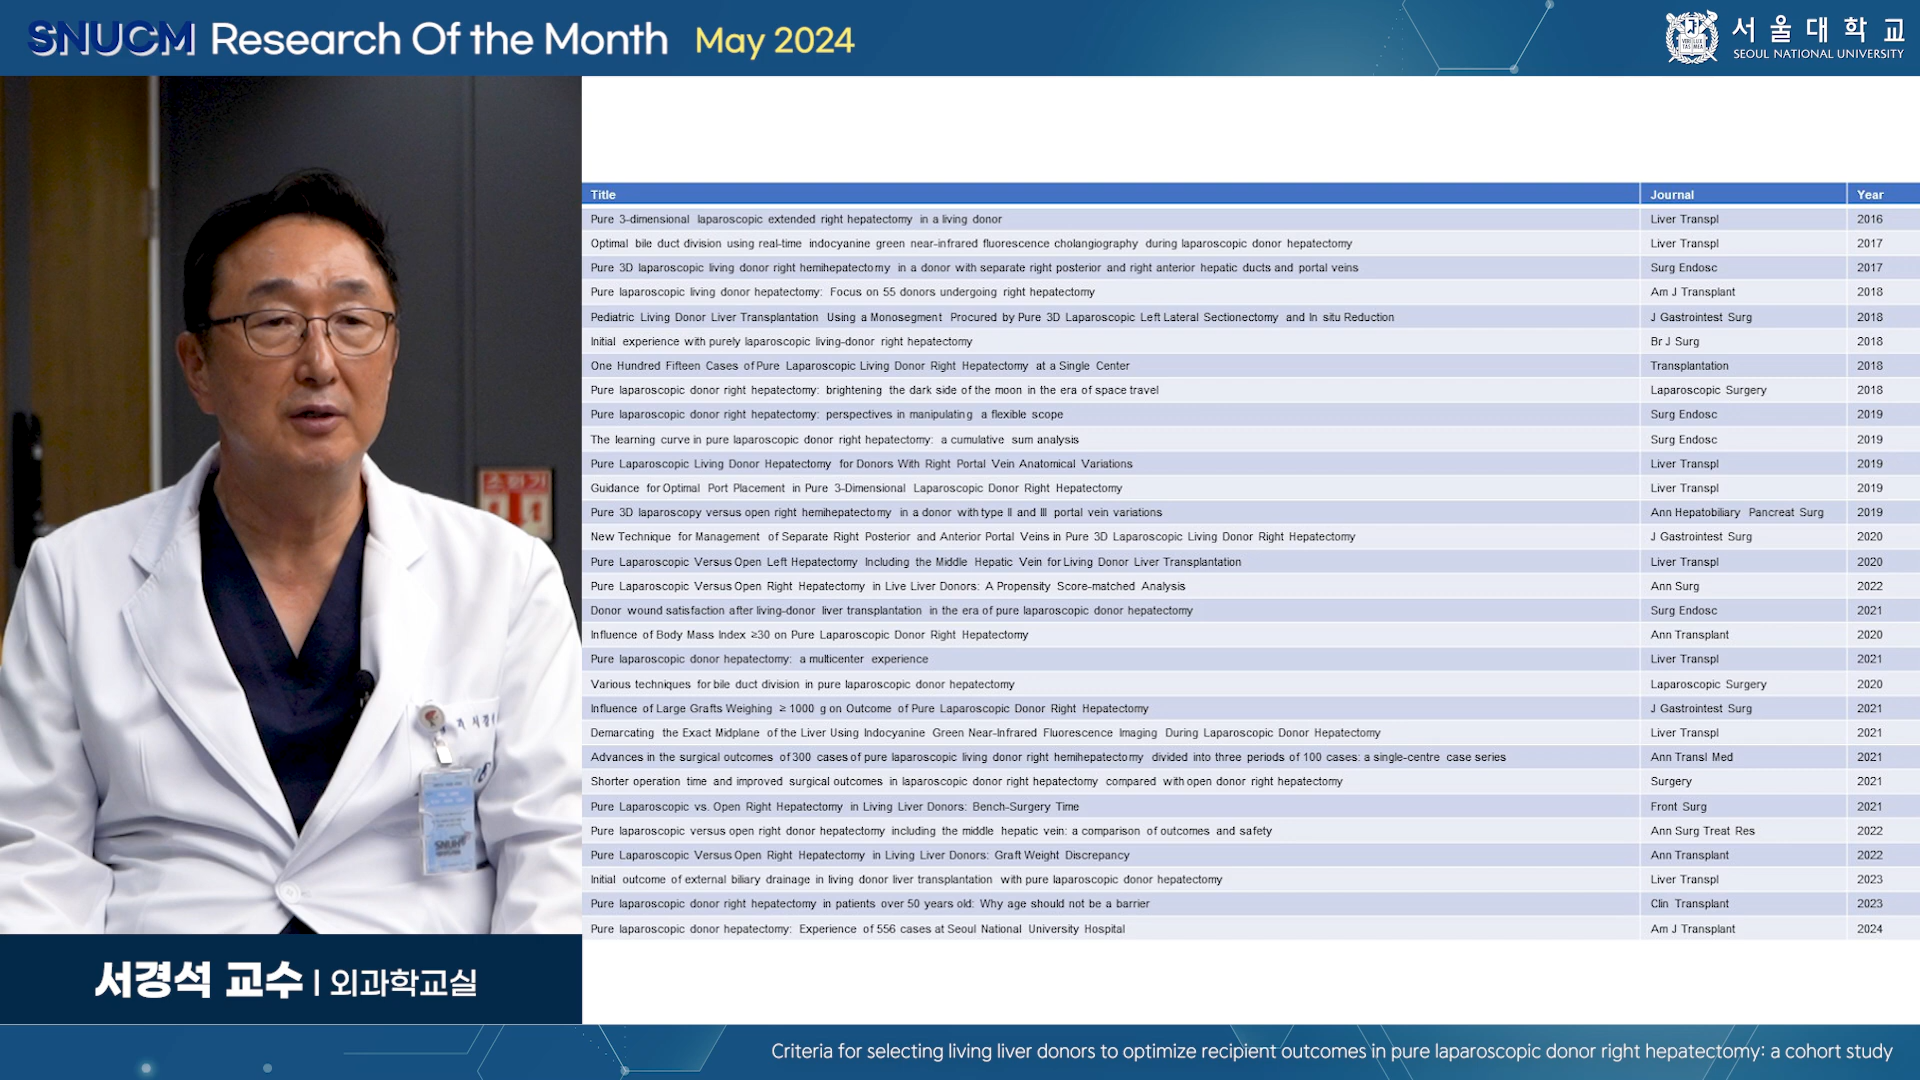 SNUCM Research Of the Month May 2024
서울대학교
SEOUL NATIONAL UNIVERSITY
소화기
SNUH
서경석 교수 | 외과학교실
Title Journal Year
Pure 3-dimensional laparoscopic extended right hepatectomy in a living donor Liver Transpl 2016
Optimal bile duct division using real-time indocyanine green near-infrared fluorescence cholangiography during laparoscopic donor hepatectomy Liver Transpl 2017
Pure 3D laparoscopic living donor right hemihepatectomy in a donor with separate right posterior and right anterior hepatic ducts and portal veins Surg Endosc 2017
Pure laparoscopic living donor hepatectomy: Focus on 55 donors undergoing right hepatectomy Am J Transplant 2018
Pediatric Living Donor Liver Transplantation Using a Monosegment Procured by Pure 3D Laparoscopic Left Lateral Sectionectomy and In situ Reduction J Gastrointest Surg 2018
Initial experience with purely laparoscopic living-donor right hepatectomy Br J Surg 2018
One Hundred Fifteen Cases of Pure Laparoscopic Living Donor Right Hepatectomy at a Single Center Transplantation 2018
Pure laparoscopic donor right hepatectomy: brightening the dark side of the moon in the era of space travel Laparoscopic Surgery 2018
Pure laparoscopic donor right hepatectomy: perspectives in manipulating a flexible scope Surg Endosc 2019
The learning curve in pure laparoscopic donor right hepatectomy: a cumulative sum analysis Surg Endosc 2019
Pure Laparoscopic Living Donor Hepatectomy for Donors With Right Portal Vein Anatomical Variations Liver Transpl 2019
Guidance for Optimal Port Placement in Pure 3-Dimensional Laparoscopic Donor Right Hepatectomy Liver Transpl 2019
Pure 3D laparoscopy versus open right hemihepatectomy in a donor with type II and III portal vein variations Ann Hepatobiliary Pancreat Surg 2019
New Technique for Management of Separate Right Posterior and Anterior Portal Veins in Pure 3D Laparoscopic Living Donor Right Hepatectomy J Gastrointest Surg 2020
Pure Laparoscopic Versus Open Left Hepatectomy Including the Middle Hepatic Vein for Living Donor Liver Transplantation Liver Transpl 2020
Pure Laparoscopic Versus Open Right Hepatectomy in Live Liver Donors: A Propensity Score-matched Analysis Ann Surg 2022
Donor wound satisfaction after living-donor liver transplantation in the era of pure laparoscopic donor hepatectomy Surg Endosc 2021
Influence of Body Mass Index ≥30 on Pure Laparoscopic Donor Right Hepatectomy Ann Transplant 2020
Pure laparoscopic donor hepatectomy: a multicenter experience Liver Transpl 2021
Various techniques for bile duct division in pure laparoscopic donor hepatectomy Laparoscopic Surgery 2020
Influence of Large Grafts Weighing ≥ 1000 g on Outcome of Pure Laparoscopic Donor Right Hepatectomy J Gastrointest Surg 2021
Demarcating the Exact Midplane of the Liver Using Indocyanine Green Near-Infrared Fluorescence Imaging During Laparoscopic Donor Hepatectomy Liver Transpl 2021
Advances in the surgical outcomes of 300 cases of pure laparoscopic living donor right hemihepatectomy divided into three periods of 100 cases: a single-centre case series Ann Transl Med 2021
Shorter operation time and improved surgical outcomes in laparoscopic donor right hepatectomy compared with open donor right hepatectomy Surgery 2021
Pure Laparoscopic vs. Open Right Hepatectomy in Living Liver Donors: Bench-Surgery Time Front Surg 2021
Pure laparoscopic versus open right donor hepatectomy including the middle hepatic vein: a comparison of outcomes and safety Ann Surg Treat Res 2022
Pure Laparoscopic Versus Open Right Hepatectomy in Living Liver Donors: Graft Weight Discrepancy Ann Transplant 2022
Initial outcome of external biliary drainage in living donor liver transplantation with pure laparoscopic donor hepatectomy Liver Transpl 2023
Pure laparoscopic donor right hepatectomy in patients over 50 years old: Why age should not be a barrier Clin Transplant 2023
Pure laparoscopic donor hepatectomy: Experience of 556 cases at Seoul National University Hospital Am J Transplant 2024
Criteria for selecting living liver donors to optimize recipient outcomes in pure laparoscopic donor right hepatectomy: a cohort study